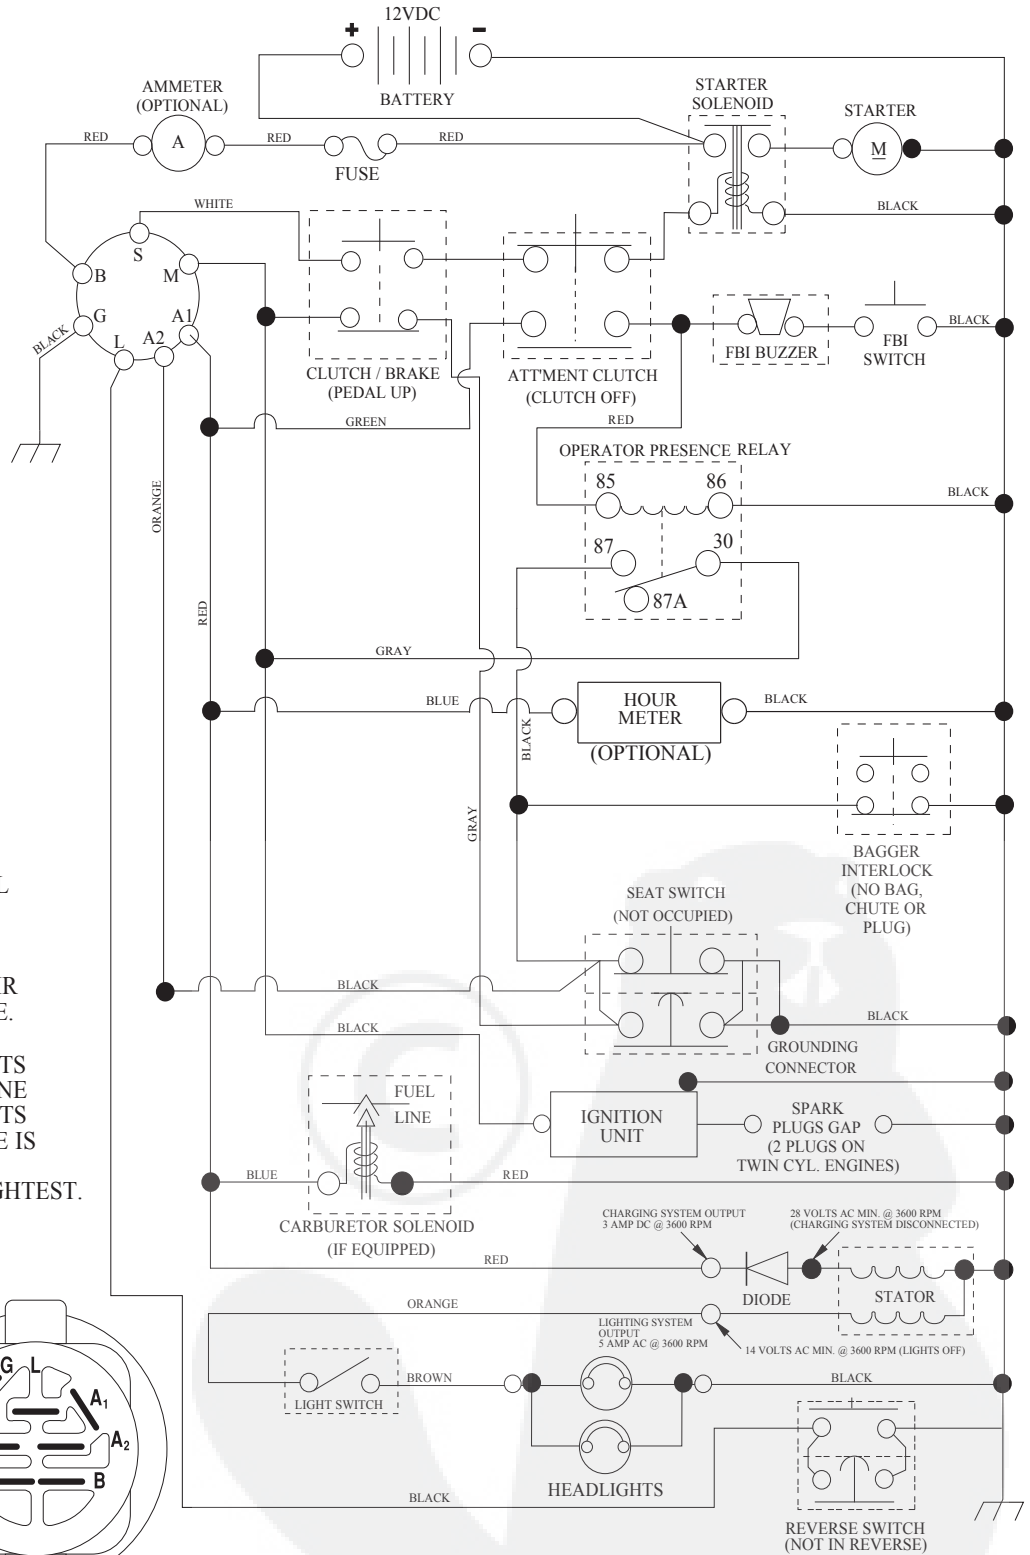 12VDC
+
-
BATTERY
AMMETER
(OPTIONAL)
A
RED
RED
FUSE
RED
STARTER
SOLENOID
STARTER
M
BLACK
WHITE
S
B
M
G
A1
L
A2
BLACK
CLUTCH / BRAKE
(PEDAL UP)
ATT'MENT CLUTCH
(CLUTCH OFF)
FBI BUZZER
FBI
SWITCH
BLACK
GREEN
RED
OPERATOR PRESENCE RELAY
85
86
87
30
87A
BLACK
ORANGE
RED
GRAY
BLUE
HOUR
METER
(OPTIONAL)
BLACK
BLACK
GRAY
BAGGER
INTERLOCK
(NO BAG,
CHUTE OR
PLUG)
SEAT SWITCH
(NOT OCCUPIED)
L
IR
E.
TS
NE
TS
E IS
GHTEST.
BLACK
BLACK
BLACK
GROUNDING
CONNECTOR
FUEL
LINE
IGNITION
UNIT
SPARK
PLUGS GAP
(2 PLUGS ON
TWIN CYL. ENGINES)
BLUE
RED
CARBURETOR SOLENOID
(IF EQUIPPED)
CHARGING SYSTEM OUTPUT
3 AMP DC @ 3600 RPM
28 VOLTS AC MIN. @ 3600 RPM
(CHARGING SYSTEM DISCONNECTED)
RED
DIODE
STATOR
ORANGE
LIGHTING SYSTEM
OUTPUT
5 AMP AC @ 3600 RPM
14 VOLTS AC MIN. @ 3600 RPM (LIGHTS OFF)
LIGHT SWITCH
BROWN
BLACK
HEADLIGHTS
BLACK
REVERSE SWITCH
(NOT IN REVERSE)
G
L
A1
A2
B
©